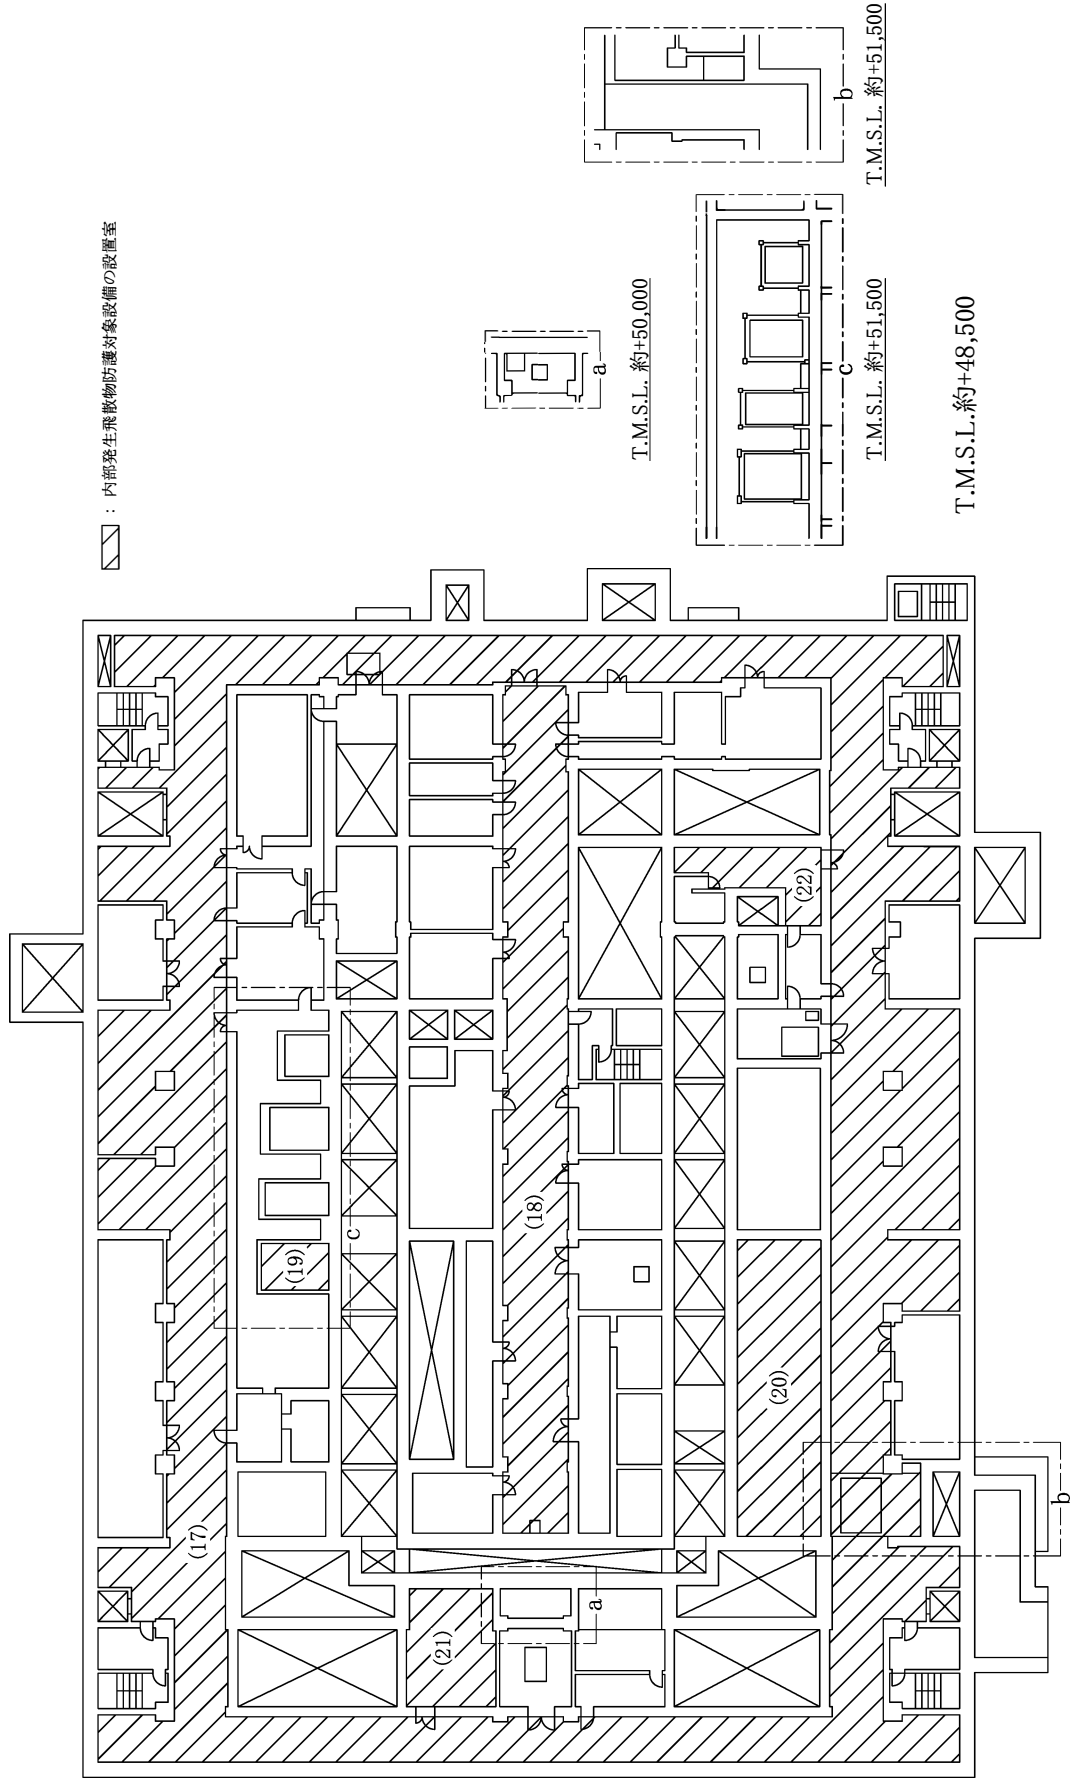 ：内部発生飛散物防護対象設備の設置室
b
T.M.S.L. 約+51,500
a
T.M.S.L. 約+50,000
c
T.M.S.L. 約+51,500
T.M.S.L.約+48,500
(17)
(18)
(19)
c
(20)
(21)
(22)
a
b